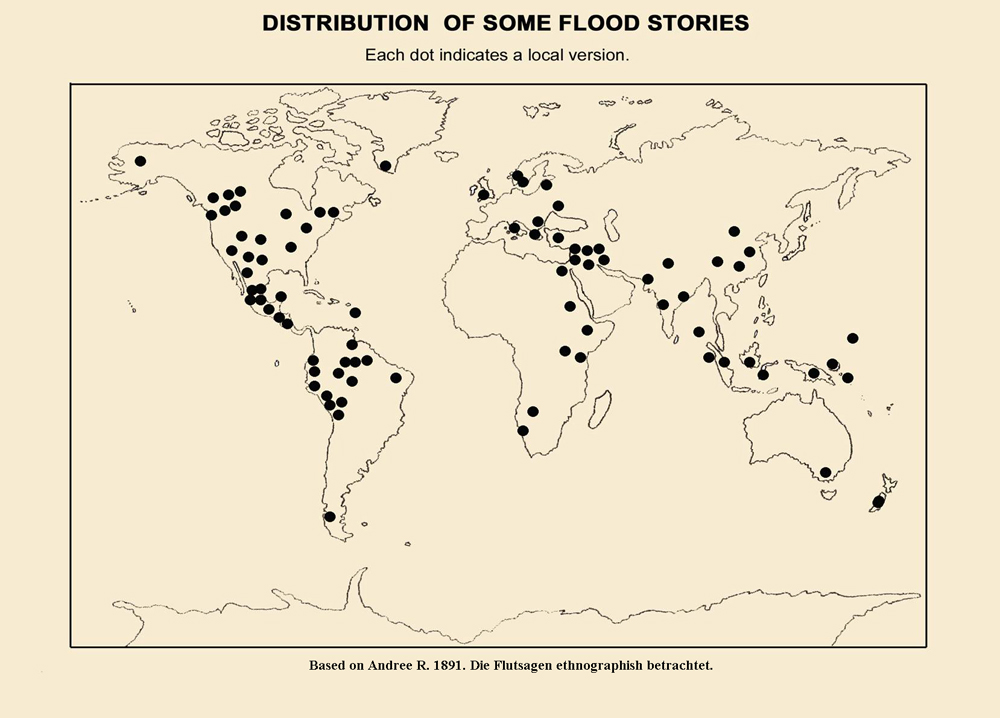 DISTRIBUTION OF SOME FLOOD STORIES
Each dot indicates a local version.
Based on Andree R. 1891. Die Flutsagen ethnographish betrachtet.